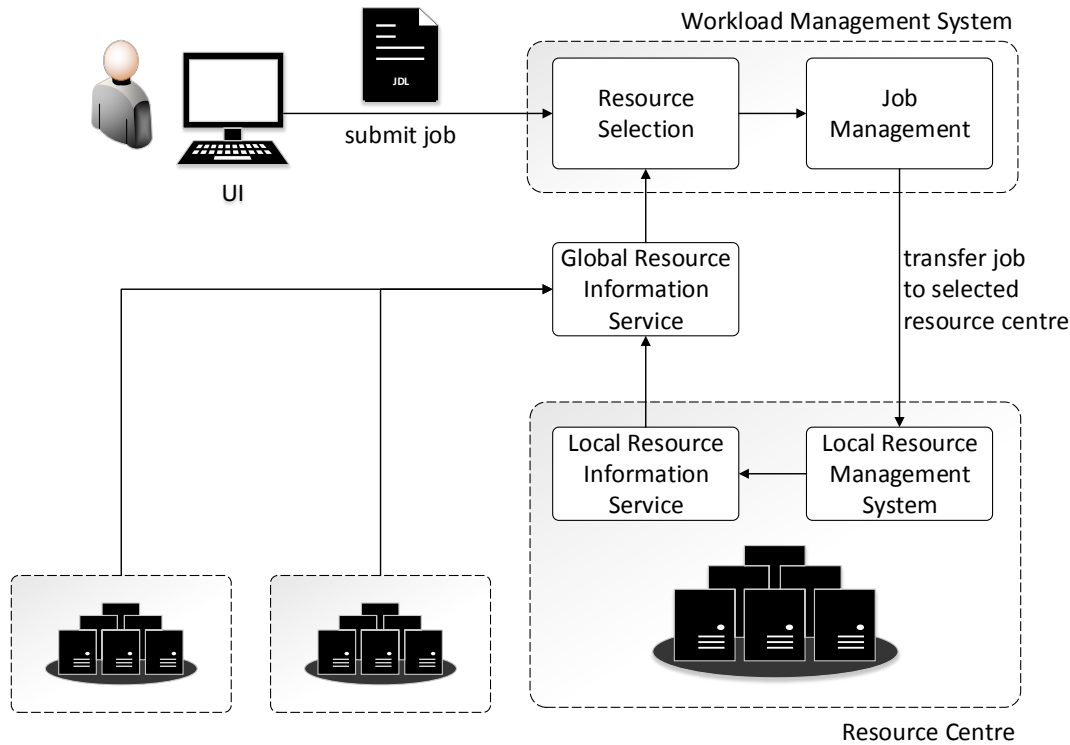 Workload Management System
JDL
submit job
UI
Resource
Selection
Job
Management
Global Resource
Information
Service
transfer job
to selected
resource centre
Local Resource
Information
Service
Local Resource
Management
System
Resource Centre